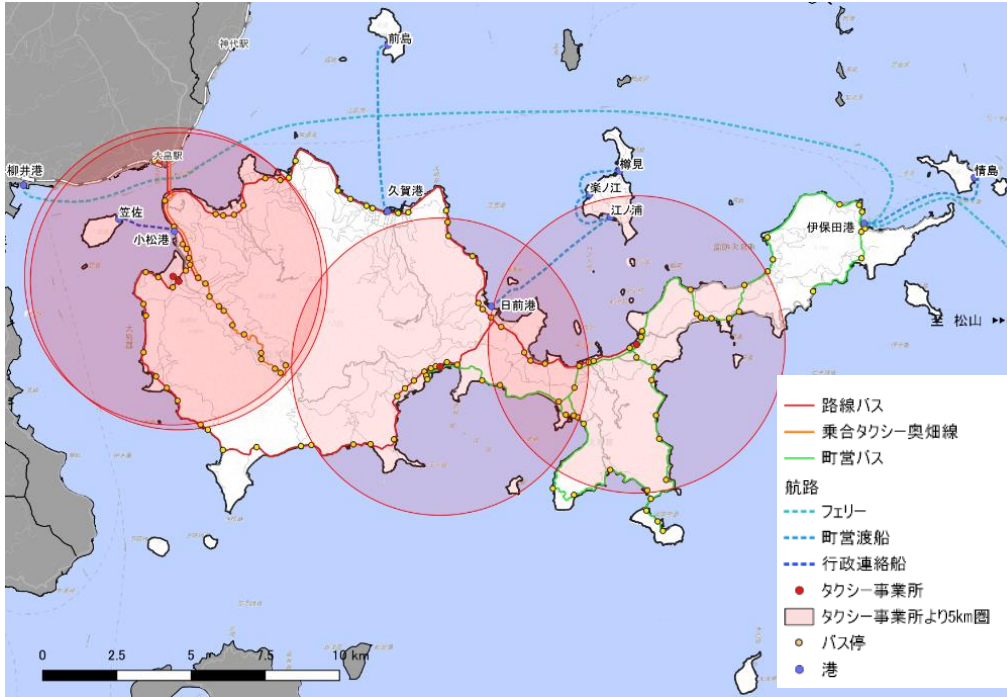 前島
神代駅
大畠駅
柳井港
笠佐
小松港
久賀港
樽見
楽ノ江
江ノ浦
情島
伊保田港
日前港
至 松山 ▶▶
路線バス
乗合タクシー奥畑線
町営バス
航路
フェリー
町営渡船
行政連絡船
タクシー事業所
タクシー事業所より5km圏
バス停
港
0 2.5 5 7.5 10 km